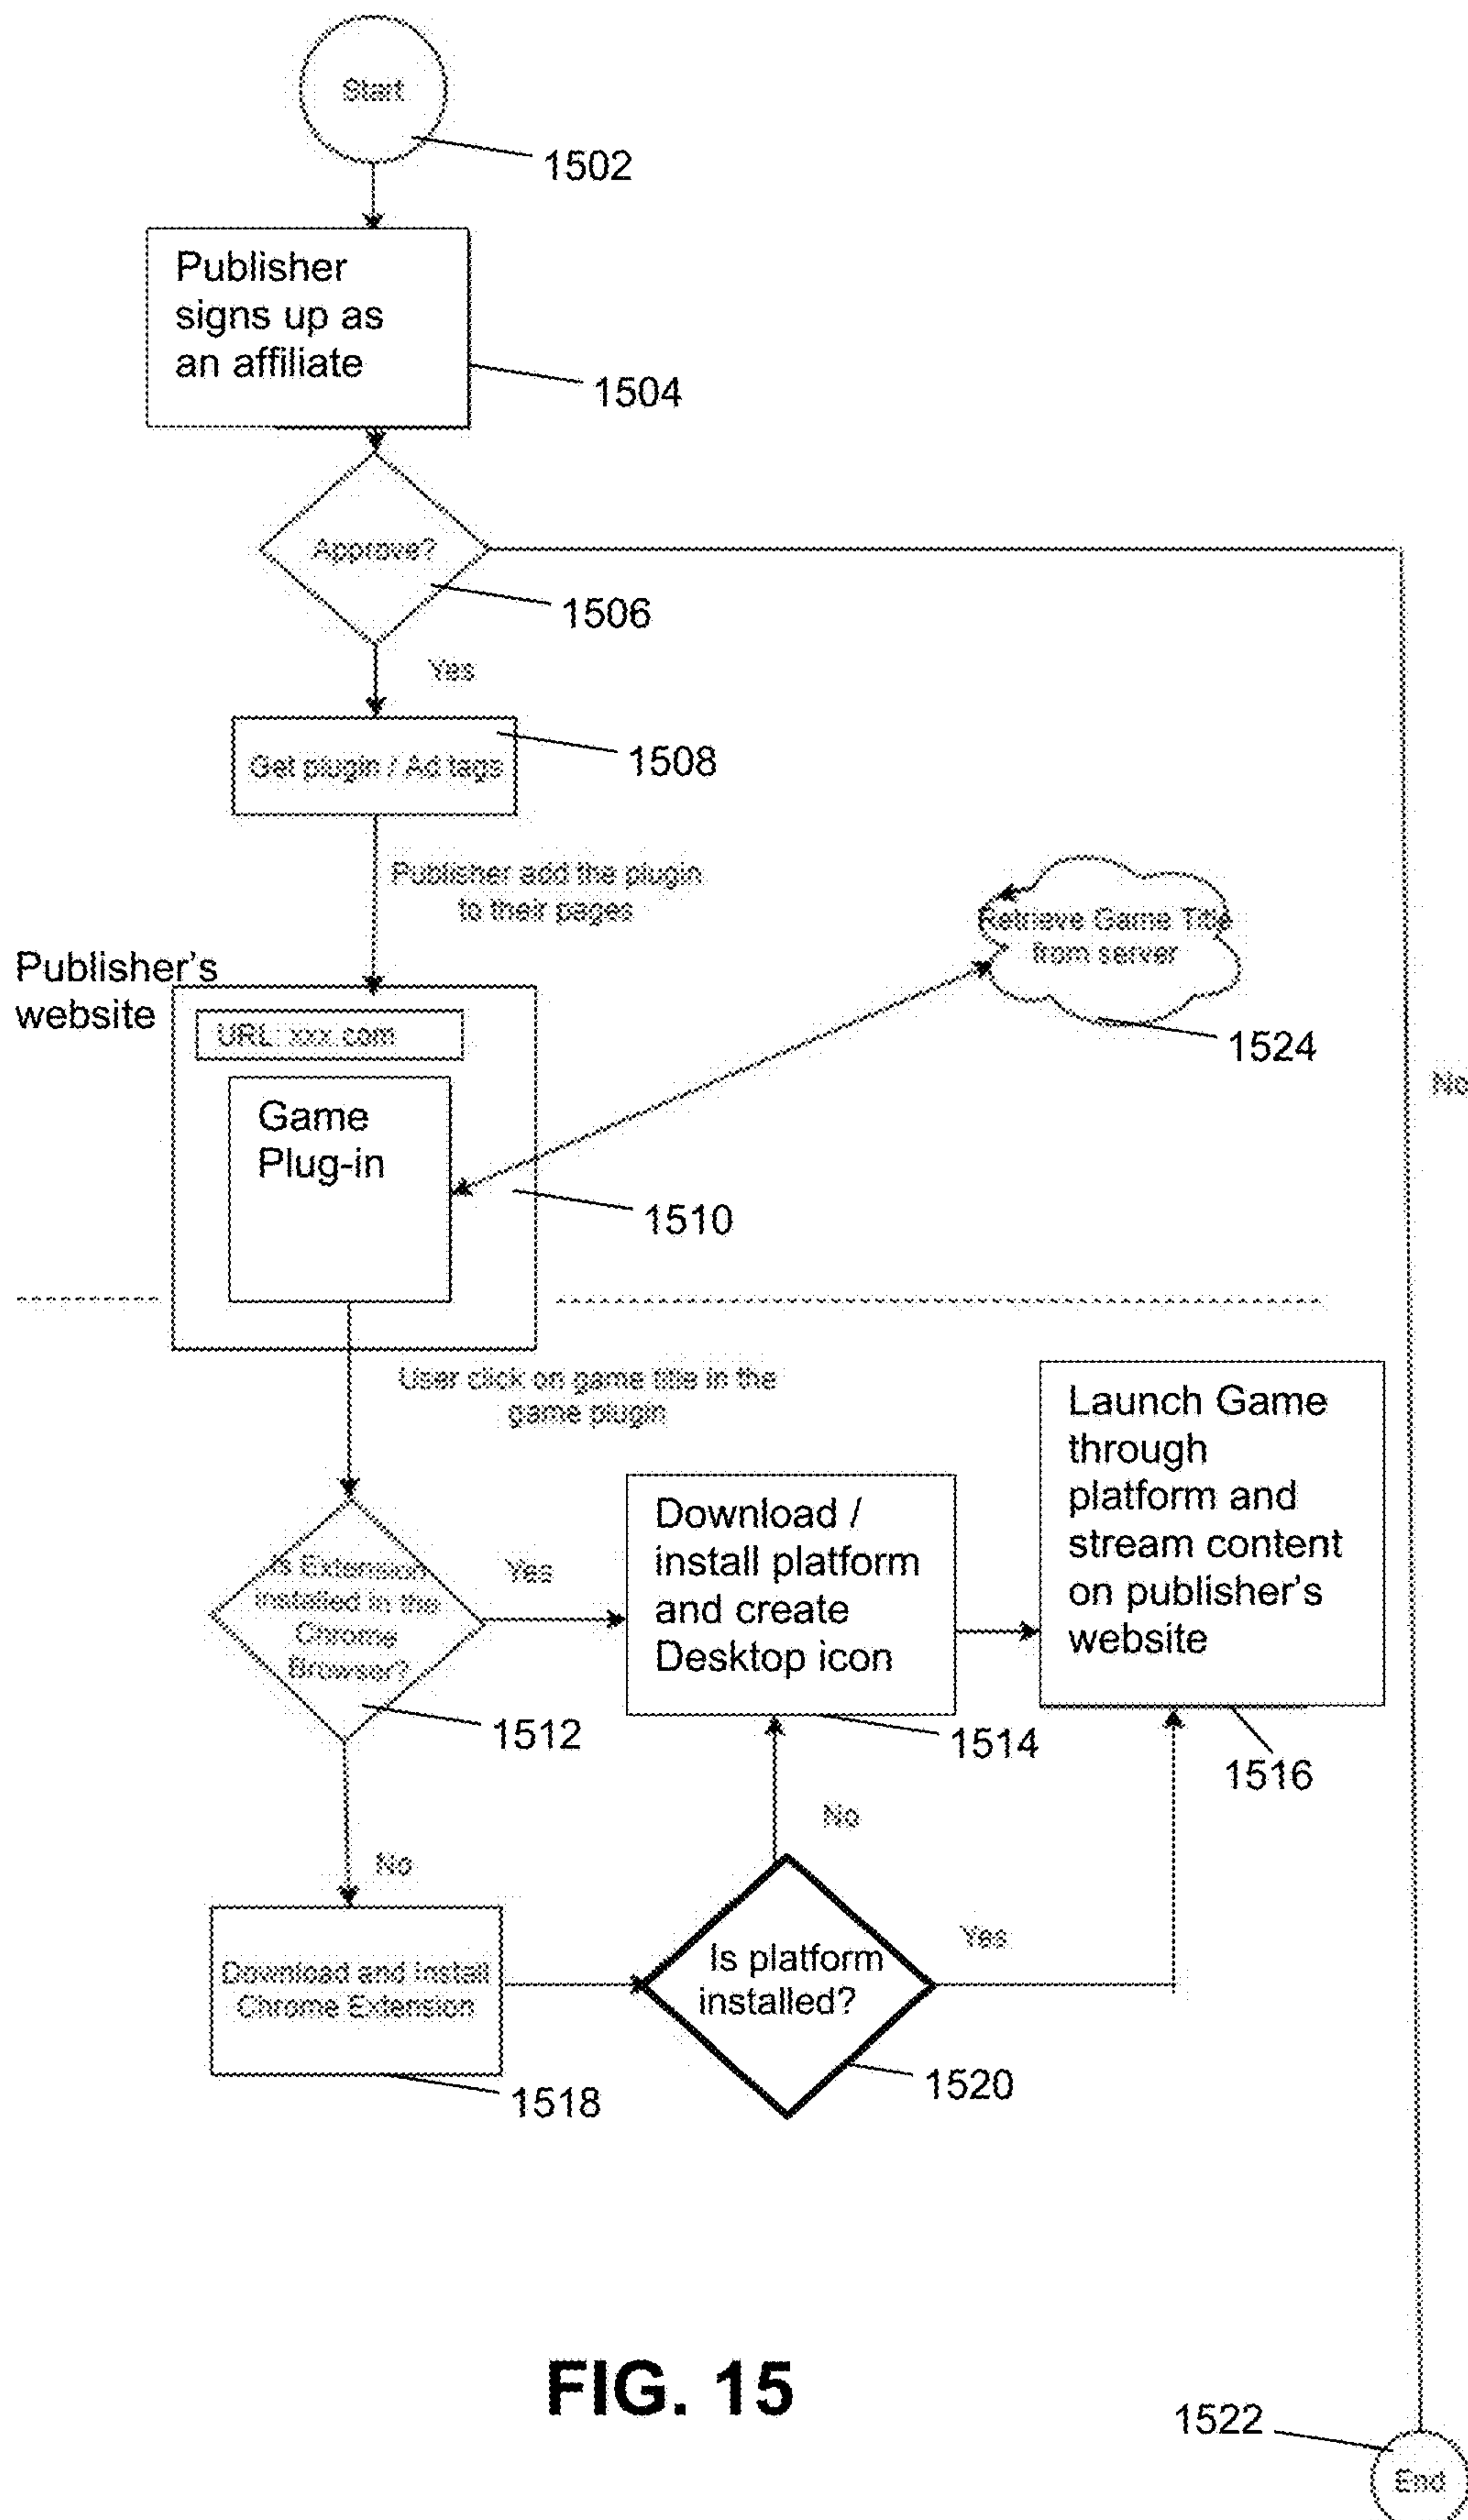 Start
1502
Publisher
signs up as
an affiliate
1504
Approve?
1506
Yes
Get plugin / Ad tags
1508
Publisher add the plugin
to their pages
Retrieve Game Title
from server
1524
No
Publisher's
website
URL: xxx.com
Game
Plug-in
1510
User click on game title in the
game plugin
Is Extension
installed in the
Chrome
Browser?
1512
Yes
Download /
install platform
and create
Desktop icon
1514
Launch Game
through
platform and
stream content
on publisher's
website
1516
No
No
Download and Install
Chrome Extension
1518
Is platform
installed?
1520
Yes
FIG. 15
1522
End